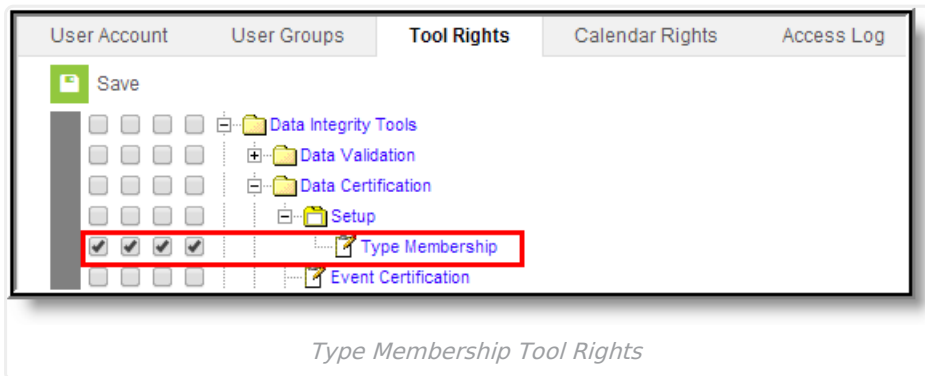 User Account User Groups Tool Rights Calendar Rights Access Log
Save
Data Integrity Tools
Data Validation
Data Certification
Setup
Type Membership
Event Certification
Type Membership Tool Rights